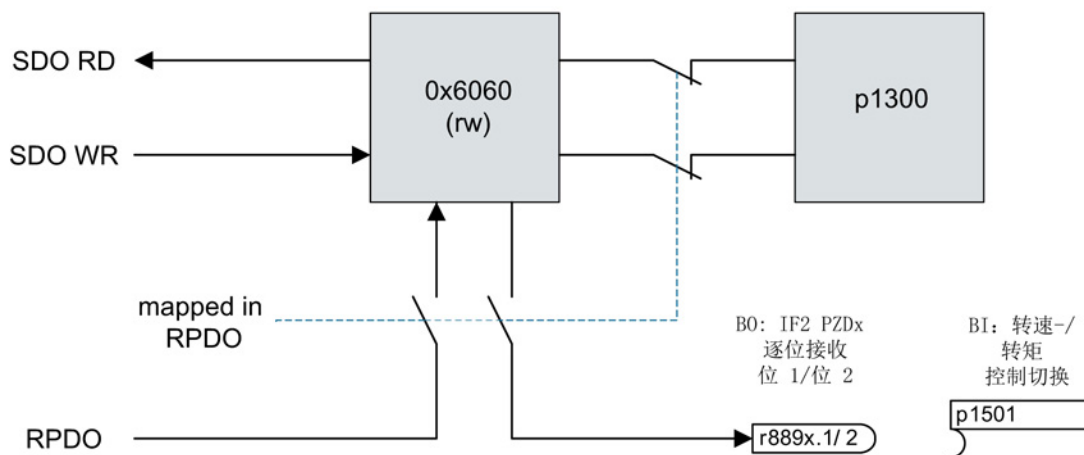 SDO RD
0x6060
(rw)
p1300
SDO WR
mapped in
RPDO
BO: IF2 PZDx
逐位接收
位 1/位 2
BI: 转速-/
转矩
控制切换
RPDO
r889x.1/ 2
p1501